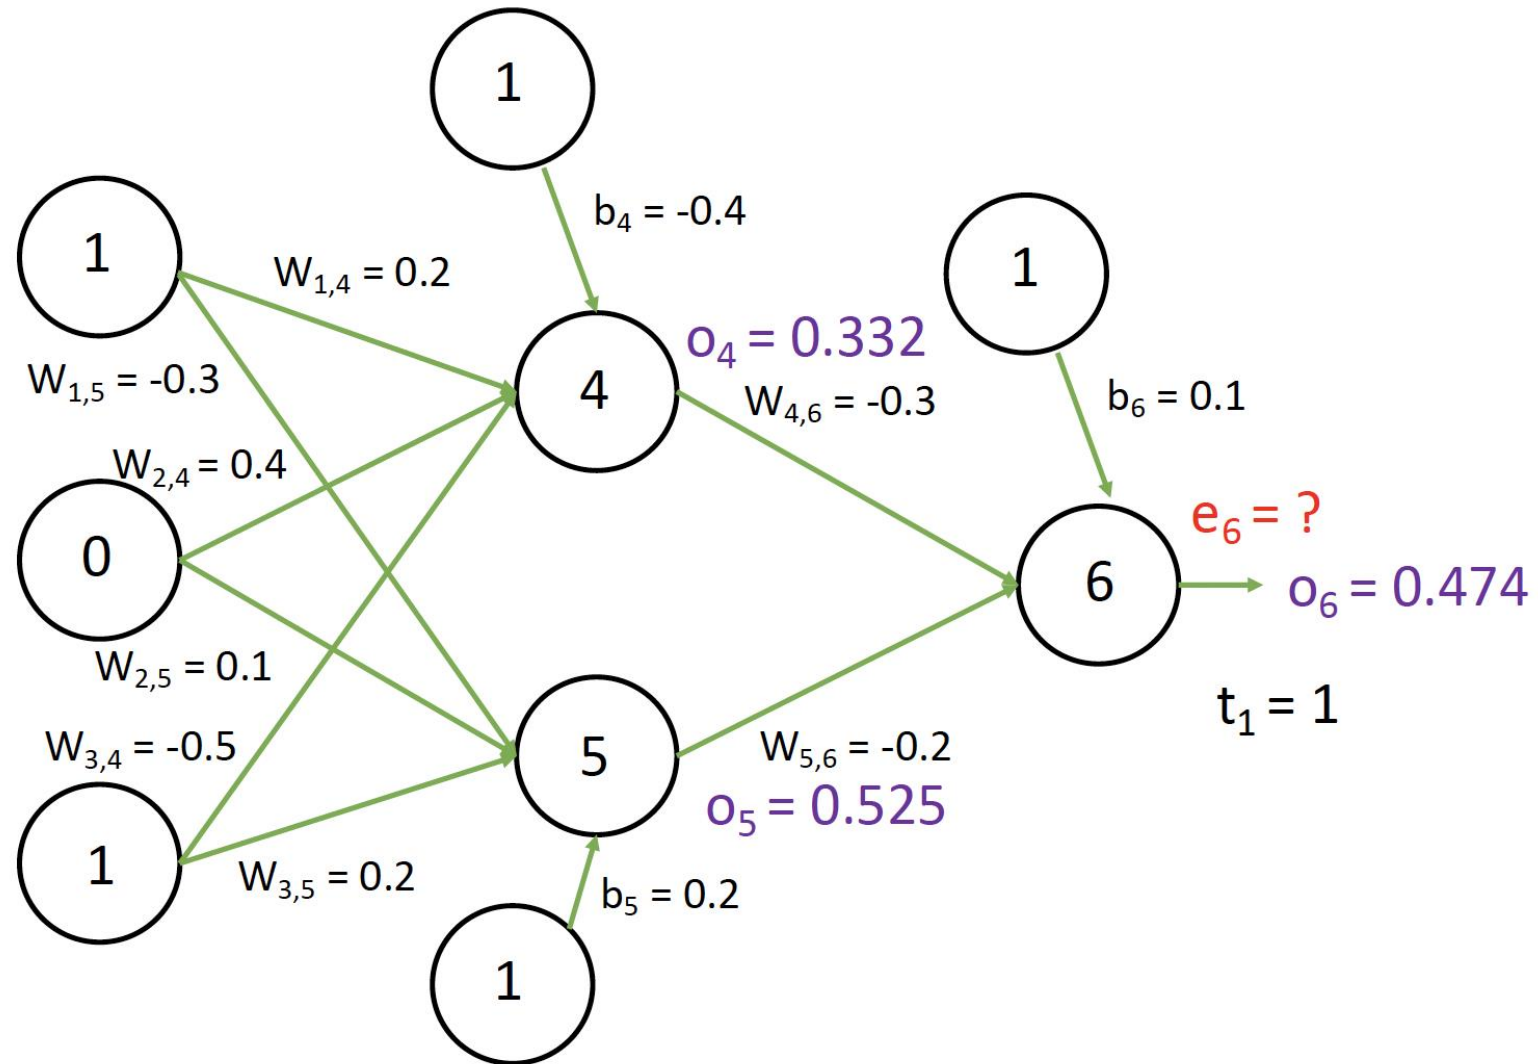 1
b₄ = -0.4
1
1
W₁,₄ = 0.2
o₄ = 0.332
W₁,₅ = -0.3
4
W₄,₆ = -0.3
b₆ = 0.1
W₂,₄ = 0.4
e₆ = ?
0
6
o₆ = 0.474
W₂,₅ = 0.1
t₁ = 1
W₃,₄ = -0.5
5
W₅,₆ = -0.2
o₅ = 0.525
1
W₃,₅ = 0.2
b₅ = 0.2
1